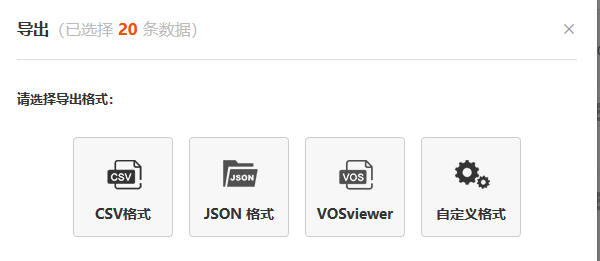 导出（已选择 20 条数据）
请选择导出格式：
CSV JSON VOS
CSV格式 JSON 格式 VOSviewer 自定义格式